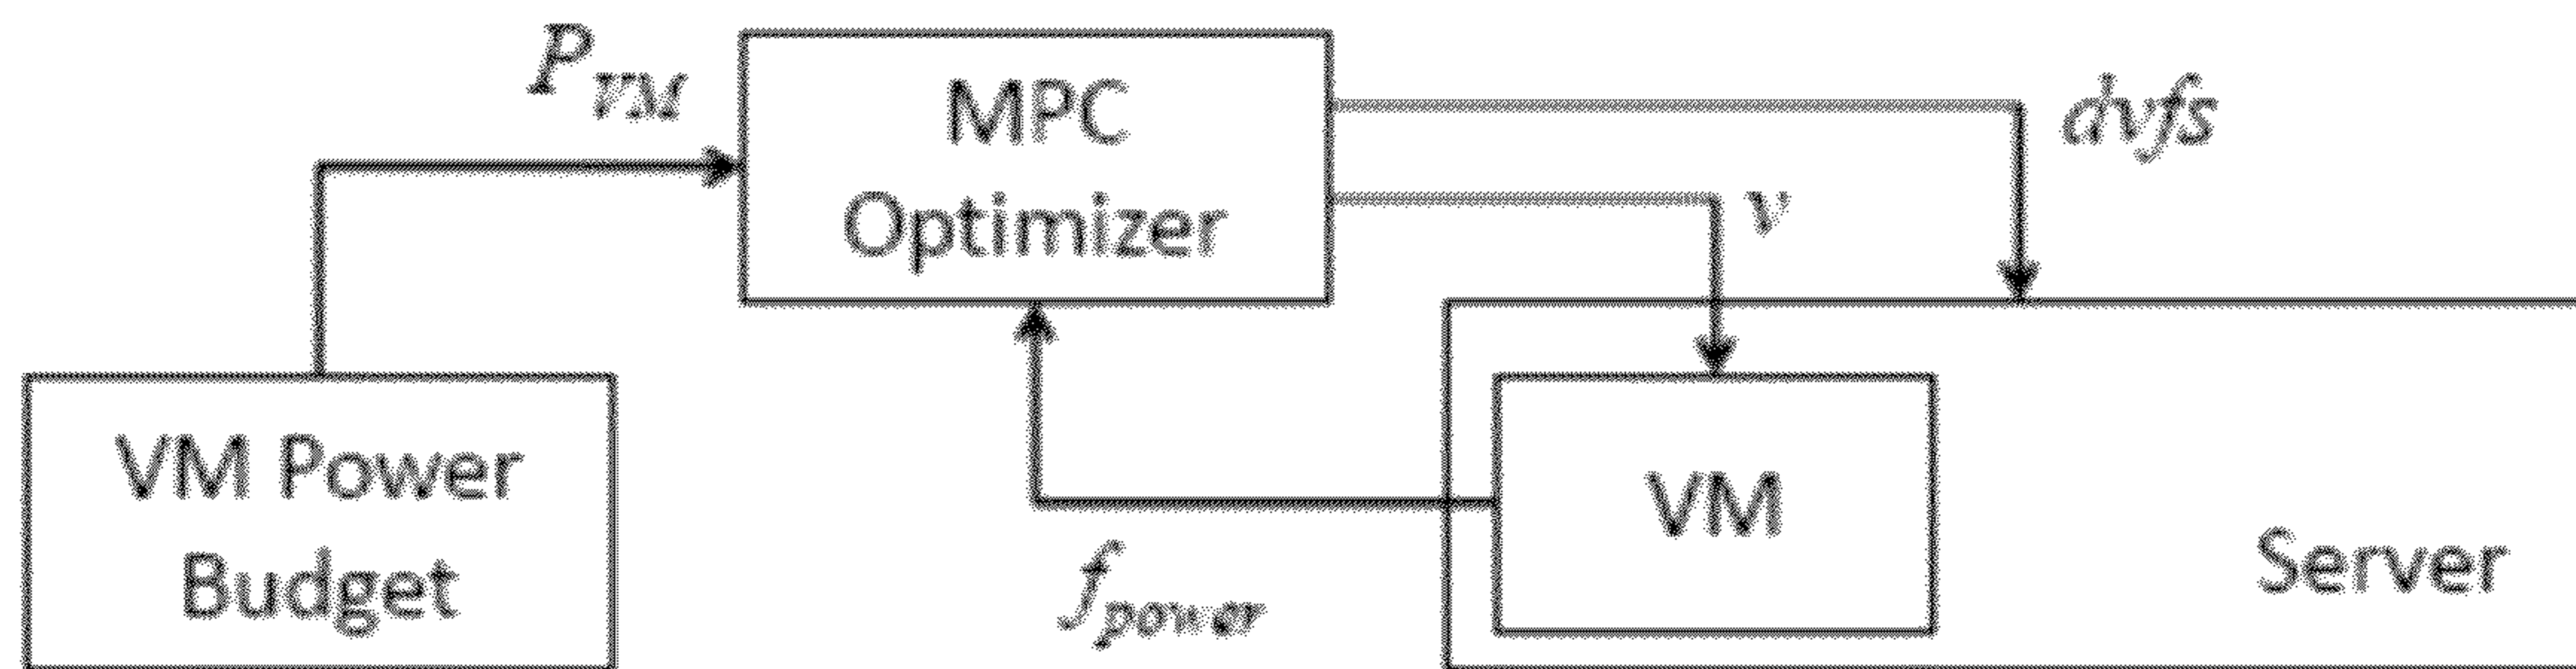 P_VM
MPC
Optimizer
dvfs
v
VM Power
Budget
f_power
VM
Server